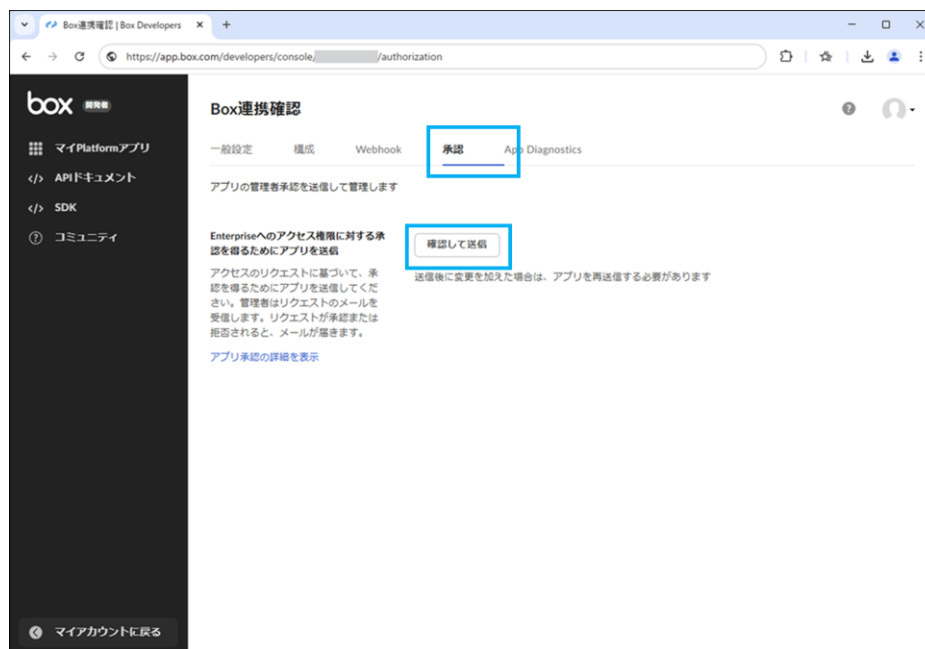 Box連携確認 | Box Developers
https://app.box.com/developers/console/ /authorization
box 開発者
Box連携確認
マイPlatformアプリ
APIドキュメント
SDK
コミュニティ
一般設定 構成 Webhook 承認 App Diagnostics
アプリの管理者承認を送信して管理します
Enterpriseへのアクセス権限に対する承
認を得るためにアプリを送信
確認して送信
アクセスのリクエストに基づいて、承
認を得るためにアプリを送信してくだ
さい。管理者はリクエストのメールを
受信します。リクエストが承認または
拒否されると、メールが届きます。
送信後に変更を加えた場合は、アプリを再送信する必要があります
アプリ承認の詳細を表示
マイアカウントに戻る